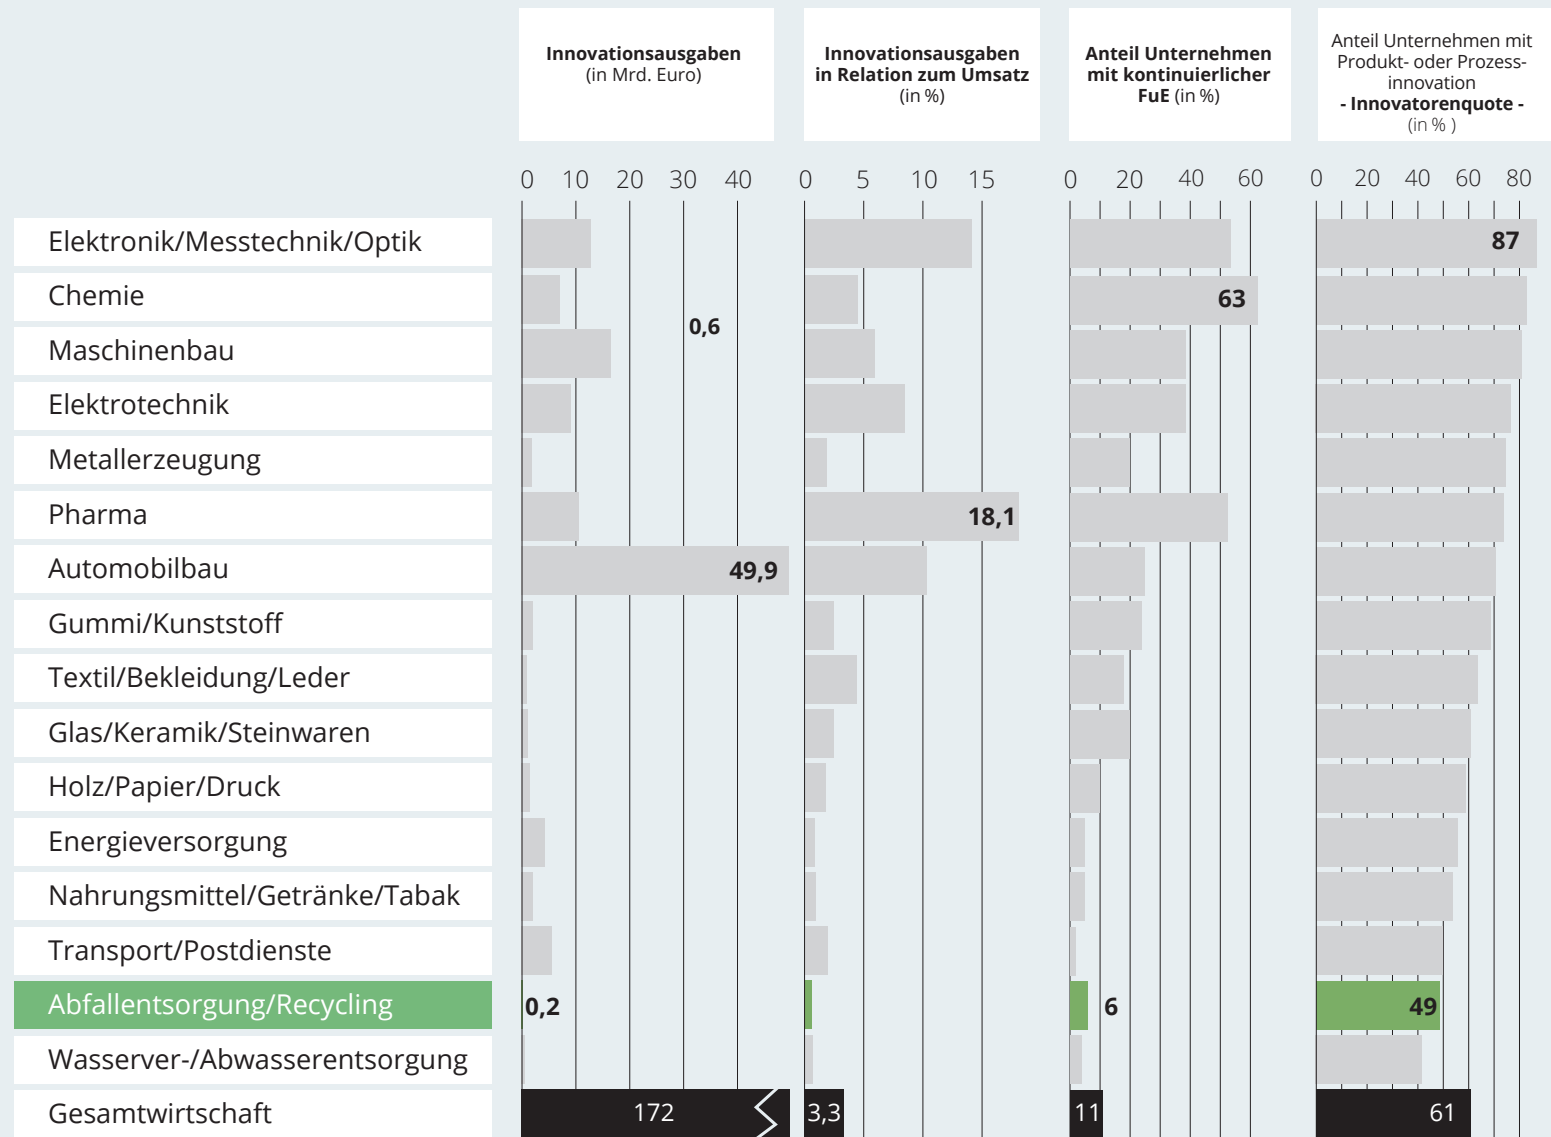 Innovationsausgaben
(in Mrd. Euro)
Innovationsausgaben
in Relation zum Umsatz
(in %)
Anteil Unternehmen
mit kontinuierlicher
FuE (in %)
Anteil Unternehmen mit
Produkt- oder Prozess-
innovation
- Innovatorenquote -
(in % )
0 10 20 30 40
0 5 10 15
0 20 40 60
0 20 40 60 80
Elektronik/Messtechnik/Optik 87
Chemie 63
0,6
Maschinenbau
Elektrotechnik
Metallerzeugung
Pharma 18,1
Automobilbau 49,9
Gummi/Kunststoff
Textil/Bekleidung/Leder
Glas/Keramik/Steinwaren
Holz/Papier/Druck
Energieversorgung
Nahrungsmittel/Getränke/Tabak
Transport/Postdienste
Abfallentsorgung/Recycling 0,2 6 49
Wasserver-/Abwasserentsorgung
Gesamtwirtschaft 172 3,3 11 61